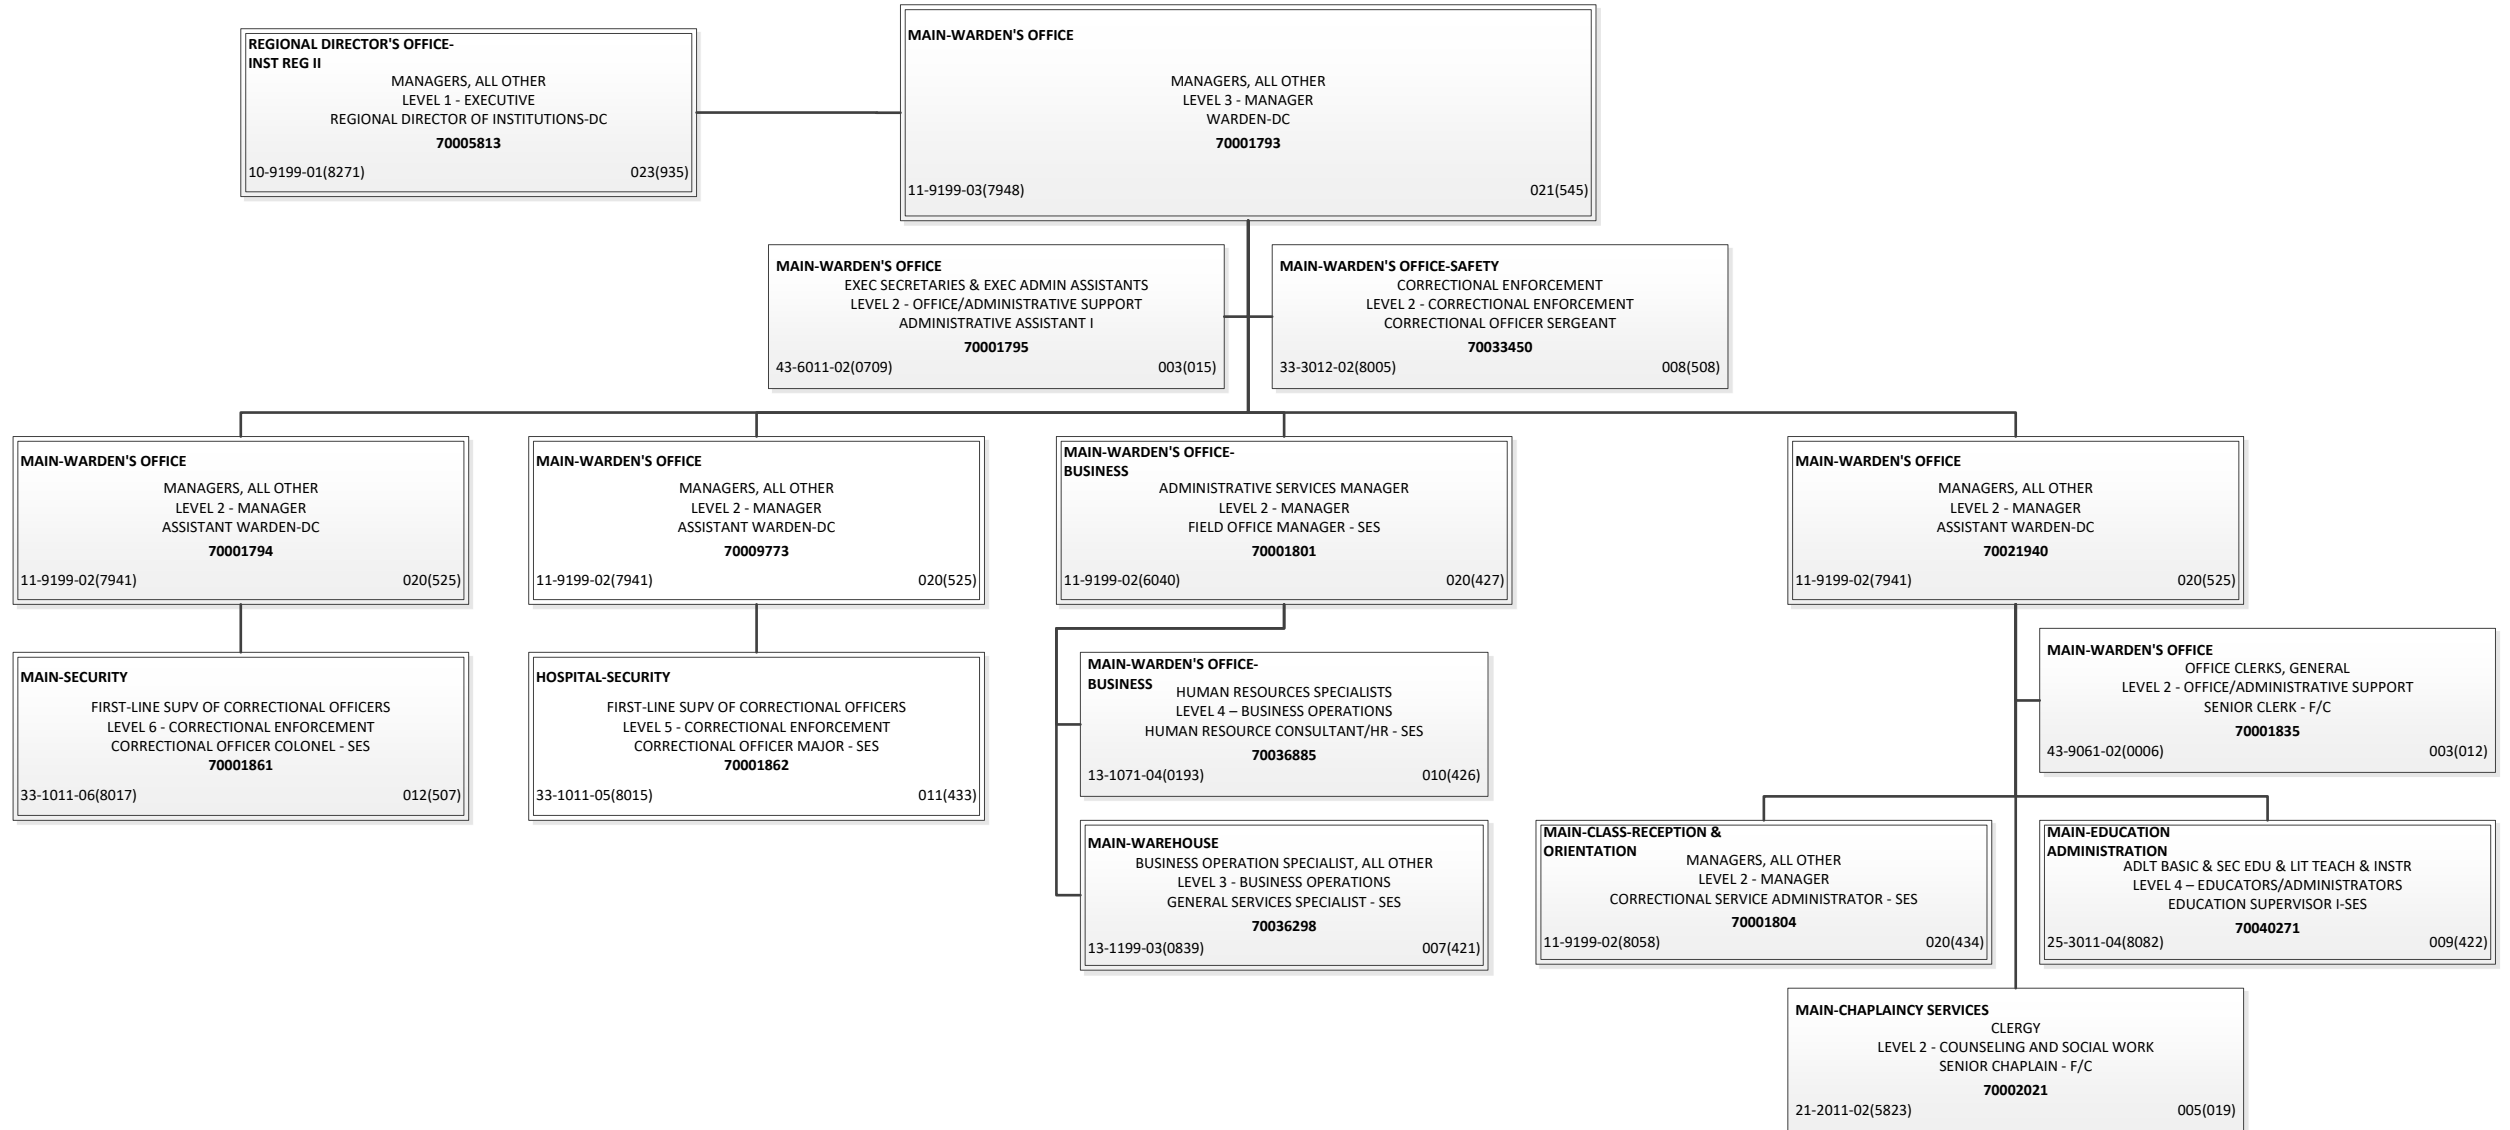 REGIONAL DIRECTOR'S OFFICE-
INST REG II
MANAGERS, ALL OTHER
LEVEL 1 - EXECUTIVE
REGIONAL DIRECTOR OF INSTITUTIONS-DC
70005813
10-9199-01(8271) 023(935)
MAIN-WARDEN'S OFFICE
MANAGERS, ALL OTHER
LEVEL 3 - MANAGER
WARDEN-DC
70001793
11-9199-03(7948) 021(545)
MAIN-WARDEN'S OFFICE
EXEC SECRETARIES & EXEC ADMIN ASSISTANTS
LEVEL 2 - OFFICE/ADMINISTRATIVE SUPPORT
ADMINISTRATIVE ASSISTANT I
70001795
43-6011-02(0709) 003(015)
MAIN-WARDEN'S OFFICE-SAFETY
CORRECTIONAL ENFORCEMENT
LEVEL 2 - CORRECTIONAL ENFORCEMENT
CORRECTIONAL OFFICER SERGEANT
70033450
33-3012-02(8005) 008(508)
MAIN-WARDEN'S OFFICE
MANAGERS, ALL OTHER
LEVEL 2 - MANAGER
ASSISTANT WARDEN-DC
70001794
11-9199-02(7941) 020(525)
MAIN-WARDEN'S OFFICE
MANAGERS, ALL OTHER
LEVEL 2 - MANAGER
ASSISTANT WARDEN-DC
70009773
11-9199-02(7941) 020(525)
MAIN-WARDEN'S OFFICE-
BUSINESS
ADMINISTRATIVE SERVICES MANAGER
LEVEL 2 - MANAGER
FIELD OFFICE MANAGER - SES
70001801
11-9199-02(6040) 020(427)
MAIN-WARDEN'S OFFICE
MANAGERS, ALL OTHER
LEVEL 2 - MANAGER
ASSISTANT WARDEN-DC
70021940
11-9199-02(7941) 020(525)
MAIN-SECURITY
FIRST-LINE SUPV OF CORRECTIONAL OFFICERS
LEVEL 6 - CORRECTIONAL ENFORCEMENT
CORRECTIONAL OFFICER COLONEL - SES
70001861
33-1011-06(8017) 012(507)
HOSPITAL-SECURITY
FIRST-LINE SUPV OF CORRECTIONAL OFFICERS
LEVEL 5 - CORRECTIONAL ENFORCEMENT
CORRECTIONAL OFFICER MAJOR - SES
70001862
33-1011-05(8015) 011(433)
MAIN-WARDEN'S OFFICE-
BUSINESS
HUMAN RESOURCES SPECIALISTS
LEVEL 4 – BUSINESS OPERATIONS
HUMAN RESOURCE CONSULTANT/HR - SES
70036885
13-1071-04(0193) 010(426)
MAIN-WARDEN'S OFFICE
OFFICE CLERKS, GENERAL
LEVEL 2 - OFFICE/ADMINISTRATIVE SUPPORT
SENIOR CLERK - F/C
70001835
43-9061-02(0006) 003(012)
MAIN-WAREHOUSE
BUSINESS OPERATION SPECIALIST, ALL OTHER
LEVEL 3 - BUSINESS OPERATIONS
GENERAL SERVICES SPECIALIST - SES
70036298
13-1199-03(0839) 007(421)
MAIN-CLASS-RECEPTION &
ORIENTATION
MANAGERS, ALL OTHER
LEVEL 2 - MANAGER
CORRECTIONAL SERVICE ADMINISTRATOR - SES
70001804
11-9199-02(8058) 020(434)
MAIN-EDUCATION
ADMINISTRATION
ADLT BASIC & SEC EDU & LIT TEACH & INSTR
LEVEL 4 – EDUCATORS/ADMINISTRATORS
EDUCATION SUPERVISOR I-SES
70040271
25-3011-04(8082) 009(422)
MAIN-CHAPLAINCY SERVICES
CLERGY
LEVEL 2 - COUNSELING AND SOCIAL WORK
SENIOR CHAPLAIN - F/C
70002021
21-2011-02(5823) 005(019)